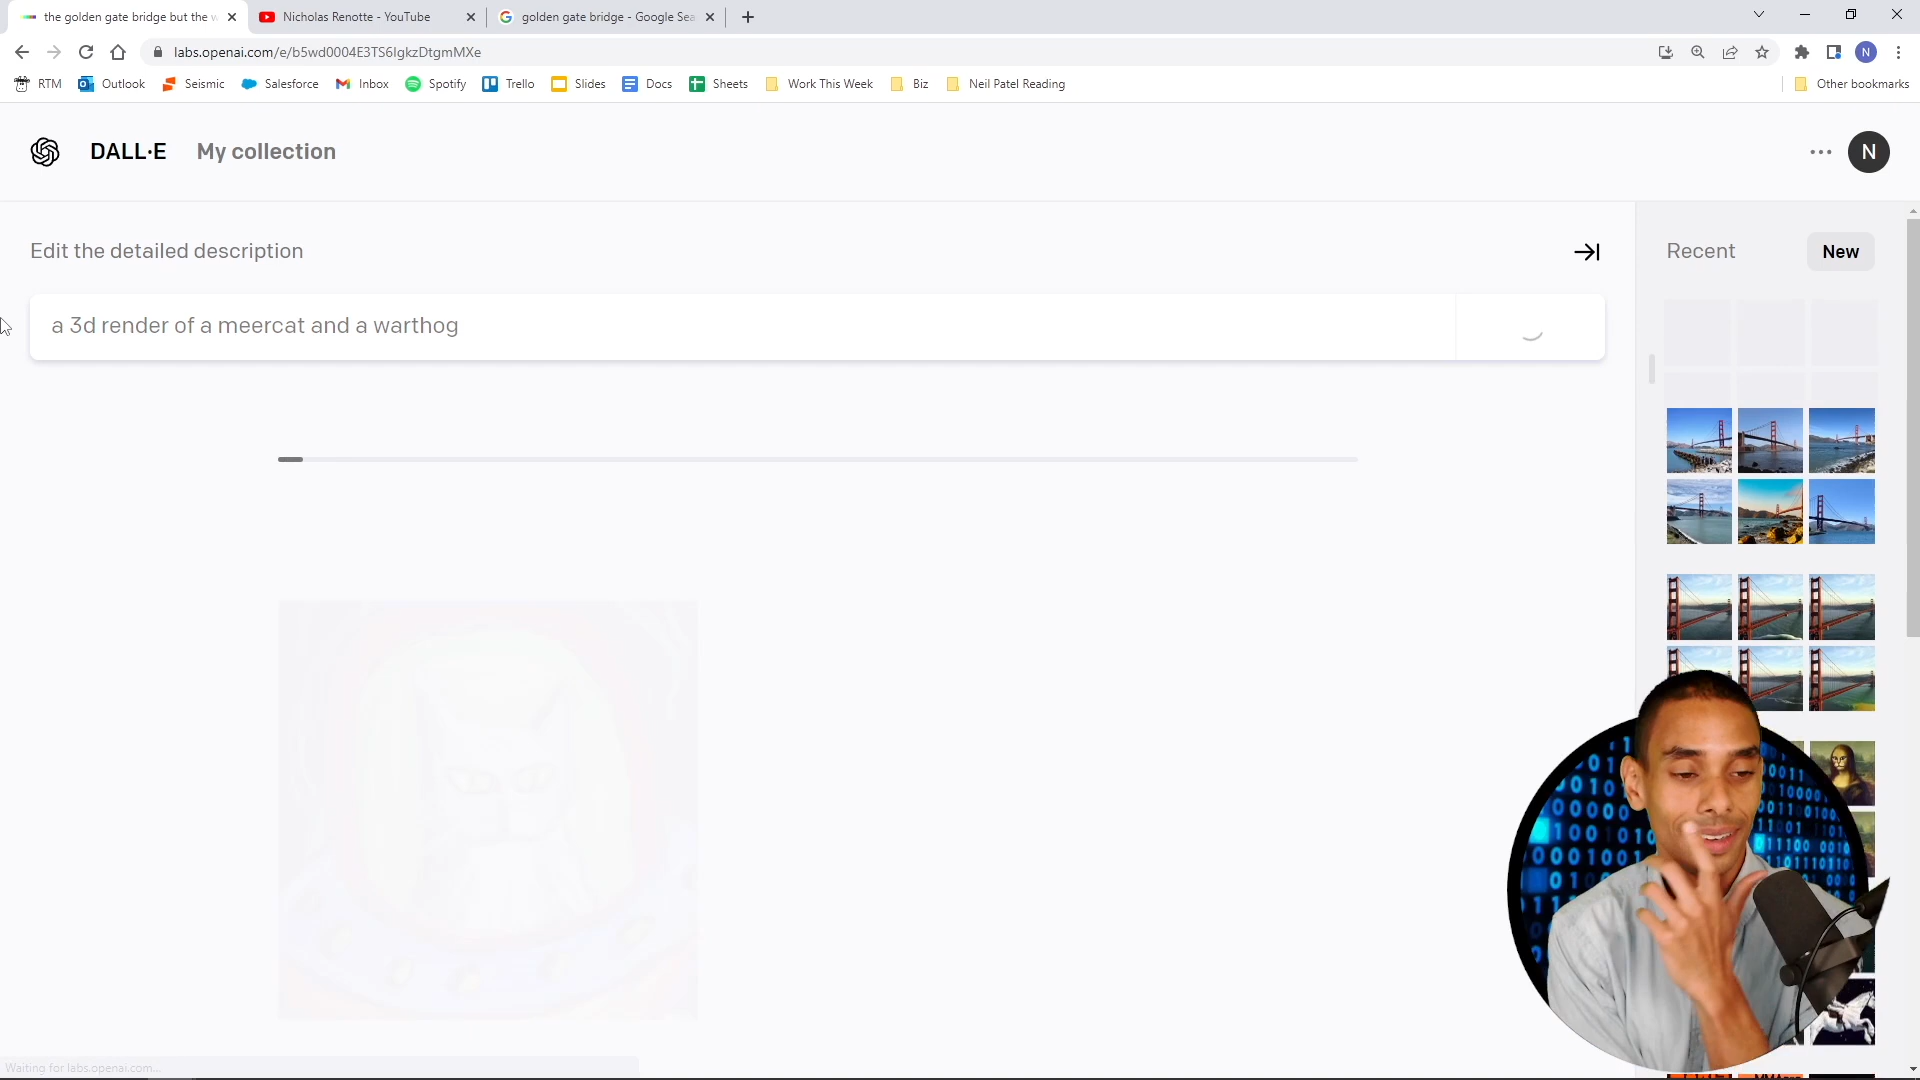 the golden gate bridge but the w
Nicholas Renotte - YouTube
golden gate bridge - Google Sea
labs.openai.com/e/b5wd0004E3TS6IgkzDtgmMXe
N
RTM
Outlook
Seismic
Salesforce
Inbox
Spotify
Trello
Slides
Docs
Sheets
Work This Week
Biz
Neil Patel Reading
Other bookmarks
DALL·E
My collection
N
Edit the detailed description
Recent
New
a 3d render of a meercat and a warthog
Waiting for labs.openai.com...